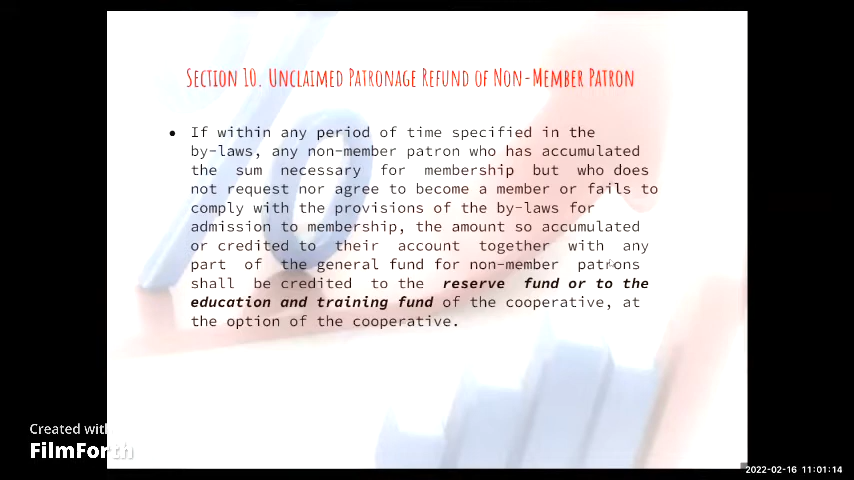 Section 10. Unclaimed Patronage Refund of Non-Member Patron
● If within any period of time specified in the
by-laws, any non-member patron who has accumulated
the sum necessary for membership but who does
not request nor agree to become a member or fails to
comply with the provisions of the by-laws for
admission to membership, the amount so accumulated
or credited to their account together with any
part of the general fund for non-member patrons
shall be credited to the reserve fund or to the
education and training fund of the cooperative, at
the option of the cooperative.
Created with
FilmForth
2022-02-16 11:01:14